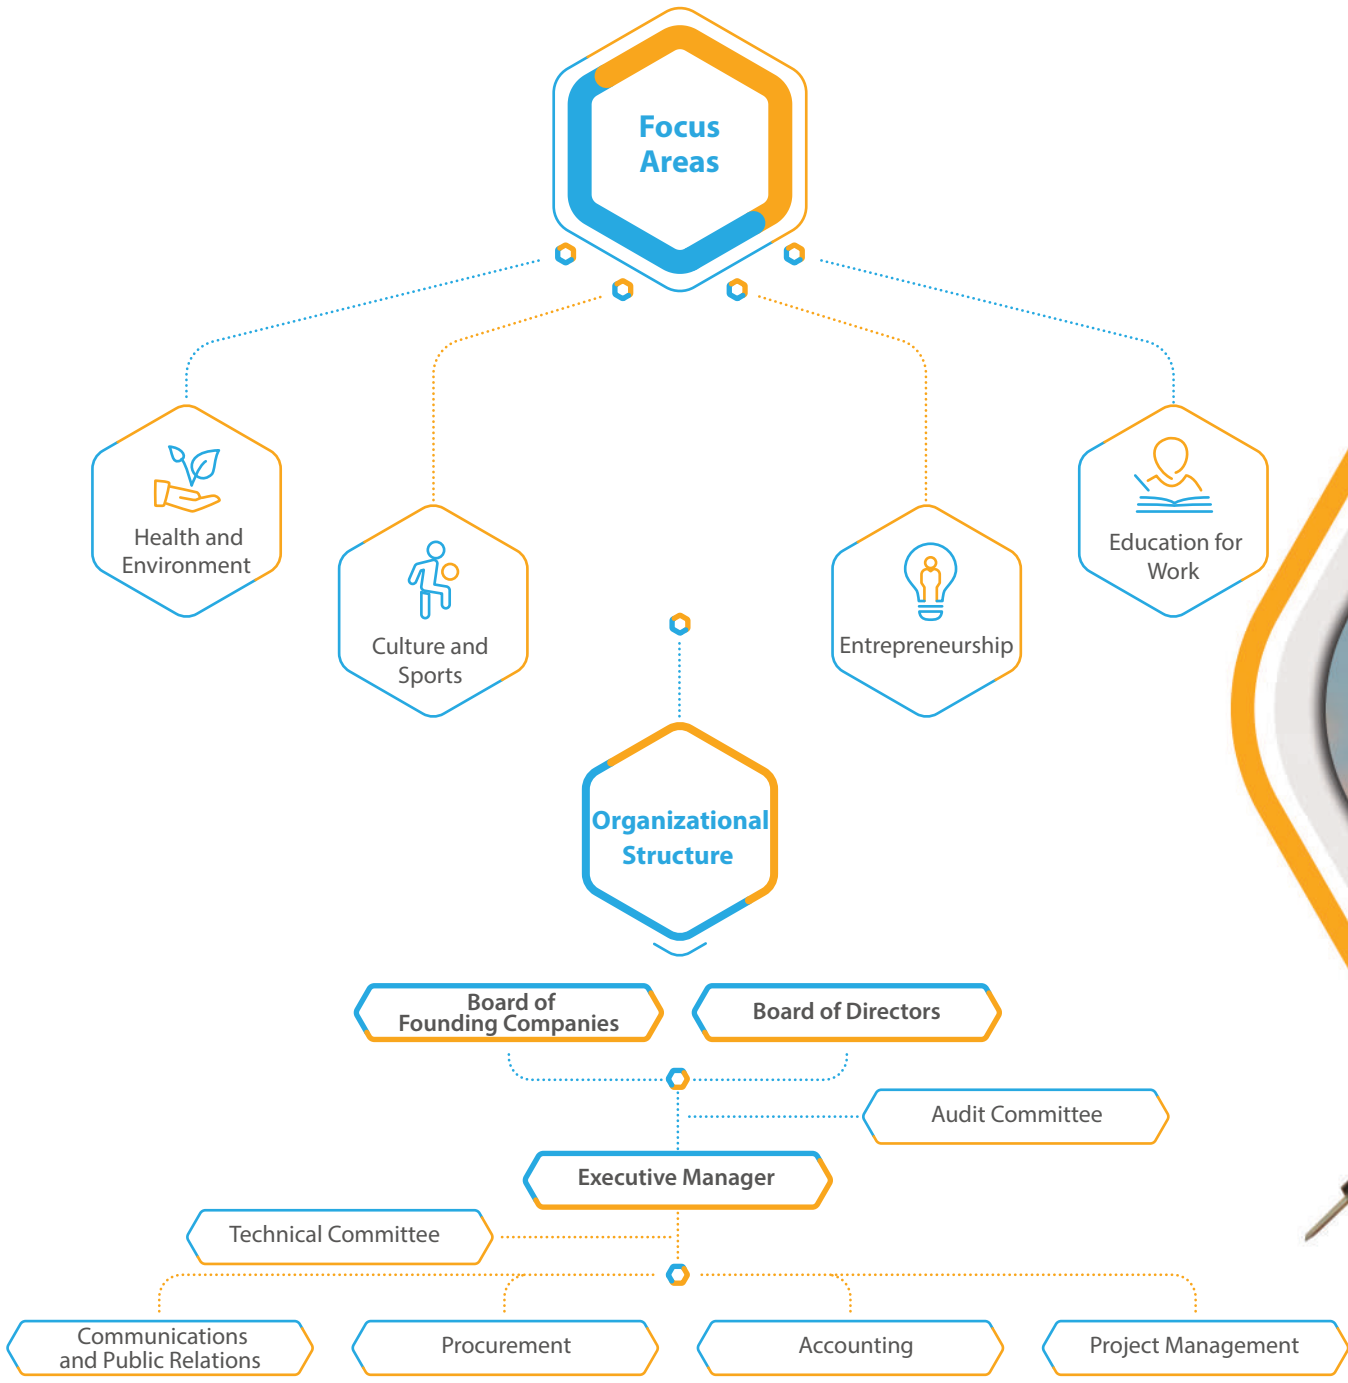 Focus
Areas
Health and
Environment
Culture and
Sports
Entrepreneurship
Education for
Work
Organizational
Structure
Board of
Founding Companies
Board of Directors
Audit Committee
Executive Manager
Technical Committee
Communications
and Public Relations
Procurement
Accounting
Project Management